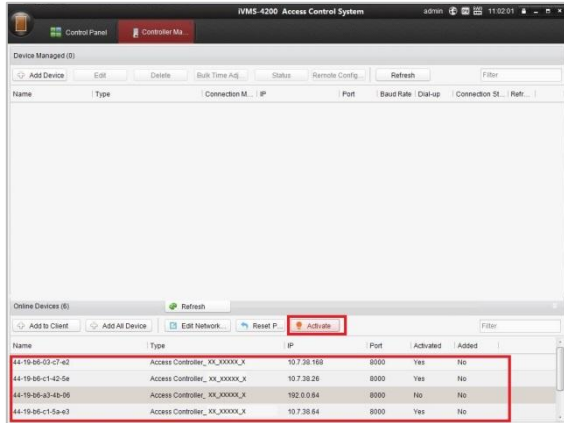 iVMS-4200 Access Control System admin 11:02:01
Control Panel Controller Ma...
Device Managed (0)
Add Device Edit Delete Bulk Time Adj... Status Remote Config... Refresh Filter
Name Type Connection M... IP Port Baud Rate Dial-up Connection St... Refr...
Online Devices (6) Refresh
Add to Client Add All Device Edit Network... Reset P... Activate Filter
Name Type IP Port Activated Added
44-19-b6-03-c7-e2 Access Controller_ XX_XXXXX_X 10.7.38.168 8000 Yes No
44-19-b6-c1-42-5e Access Controller_ XX_XXXXX_X 10.7.38.26 8000 Yes No
44-19-b6-a3-4b-06 Access Controller_ XX_XXXXX_X 192.0.0.64 8000 No No
44-19-b6-c1-5a-e3 Access Controller_ XX_XXXXX_X 10.7.38.64 8000 Yes No